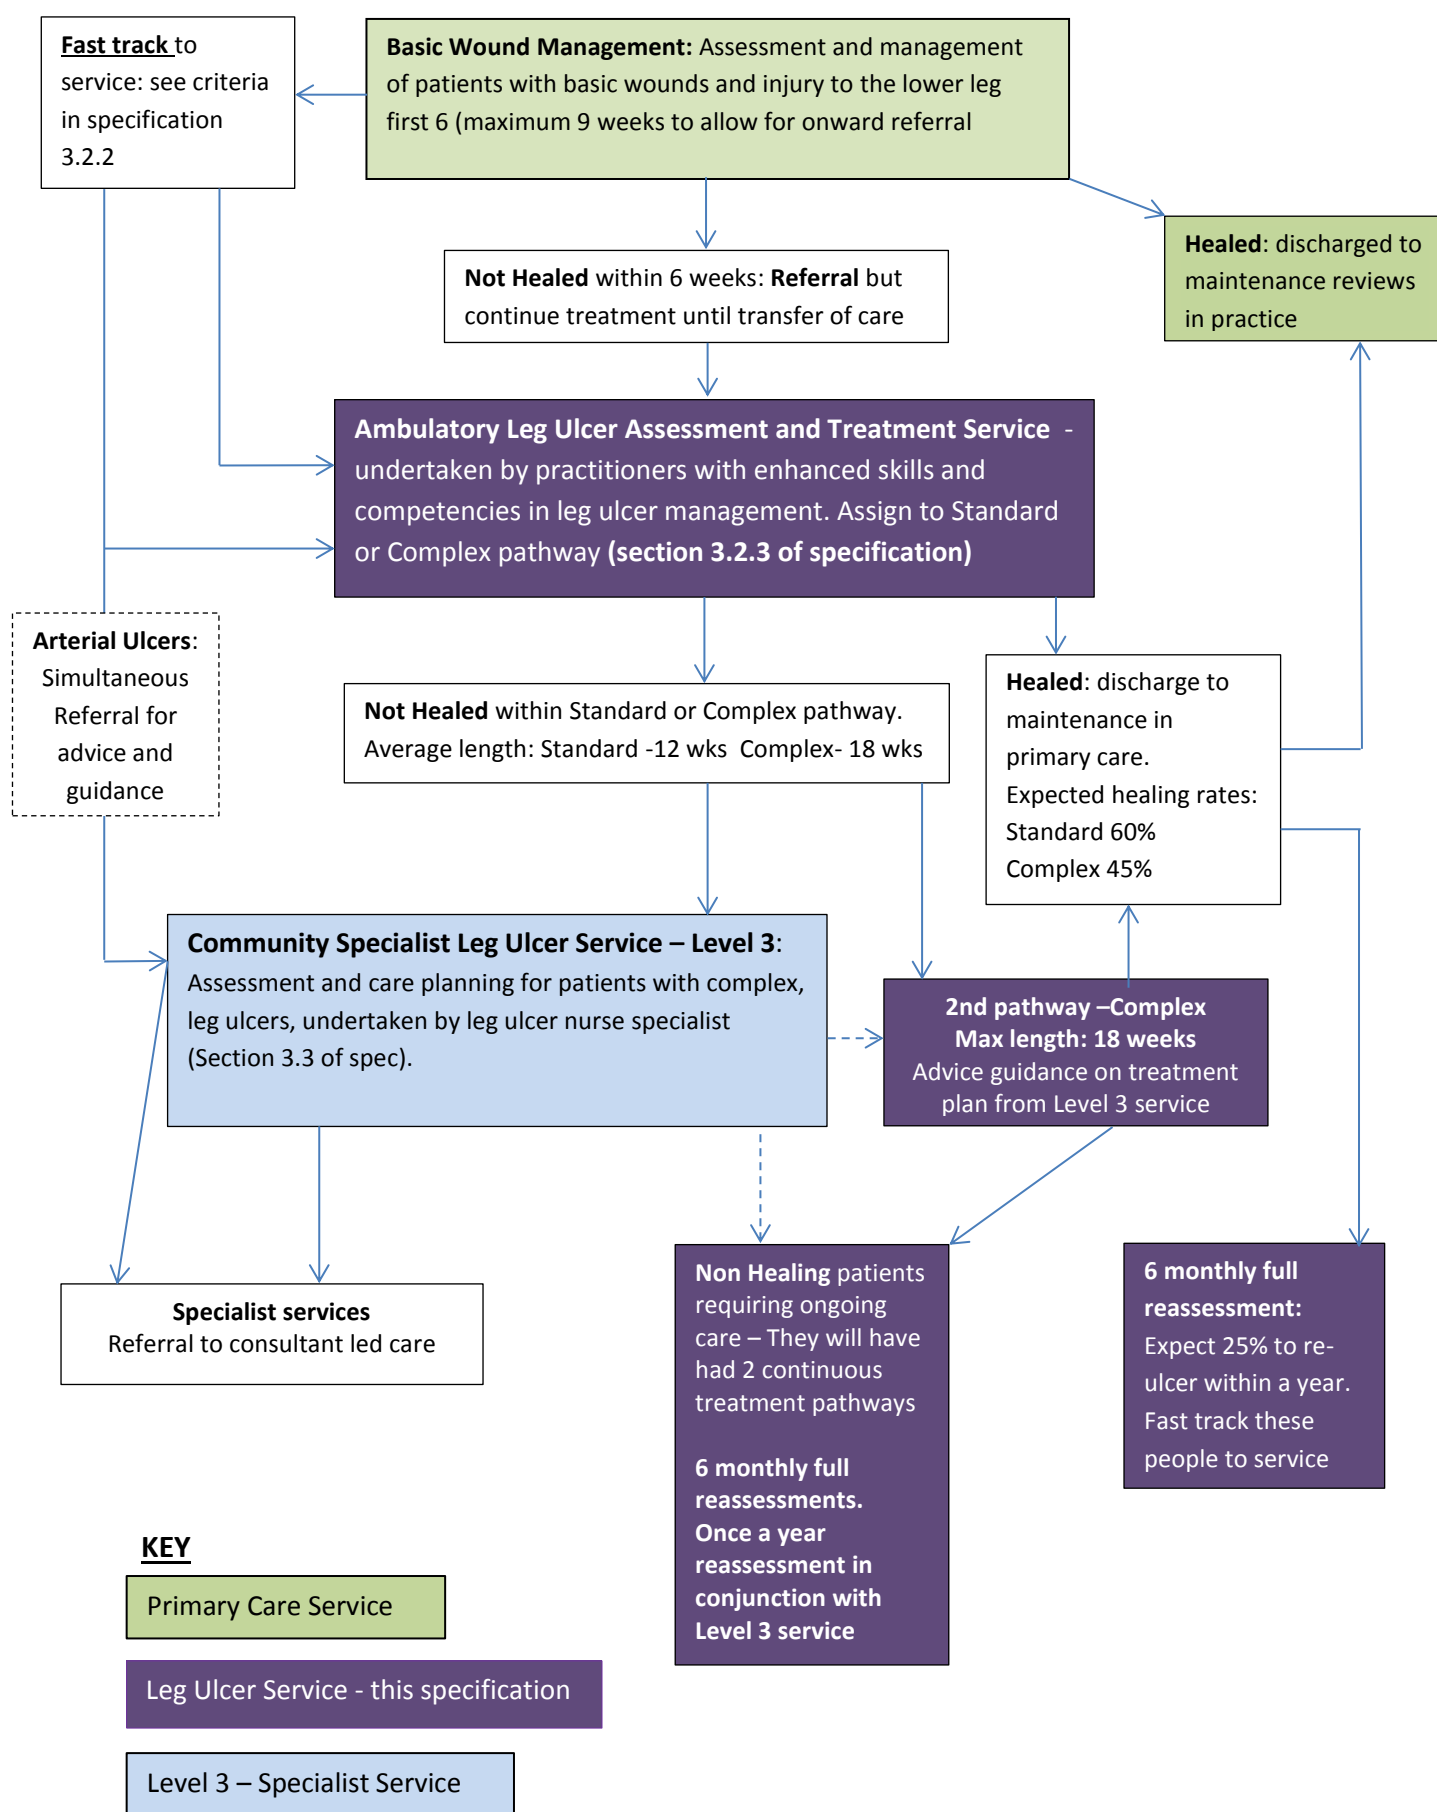 Fast track to
service: see criteria
in specification
3.2.2
Basic Wound Management: Assessment and management
of patients with basic wounds and injury to the lower leg
first 6 (maximum 9 weeks to allow for onward referral
Healed: discharged to
maintenance reviews
in practice
Not Healed within 6 weeks: Referral but
continue treatment until transfer of care
Ambulatory Leg Ulcer Assessment and Treatment Service -
undertaken by practitioners with enhanced skills and
competencies in leg ulcer management. Assign to Standard
or Complex pathway (section 3.2.3 of specification)
Arterial Ulcers:
Simultaneous
Referral for
advice and
guidance
Not Healed within Standard or Complex pathway.
Average length: Standard -12 wks Complex- 18 wks
Healed: discharge to
maintenance in
primary care.
Expected healing rates:
Standard 60%
Complex 45%
Community Specialist Leg Ulcer Service – Level 3:
Assessment and care planning for patients with complex,
leg ulcers, undertaken by leg ulcer nurse specialist
(Section 3.3 of spec).
2nd pathway –Complex
Max length: 18 weeks
Advice guidance on treatment
plan from Level 3 service
Specialist services
Referral to consultant led care
Non Healing patients
requiring ongoing
care – They will have
had 2 continuous
treatment pathways
6 monthly full
reassessments.
Once a year
reassessment in
conjunction with
Level 3 service
6 monthly full
reassessment:
Expect 25% to re-
ulcer within a year.
Fast track these
people to service
KEY
Primary Care Service
Leg Ulcer Service - this specification
Level 3 – Specialist Service